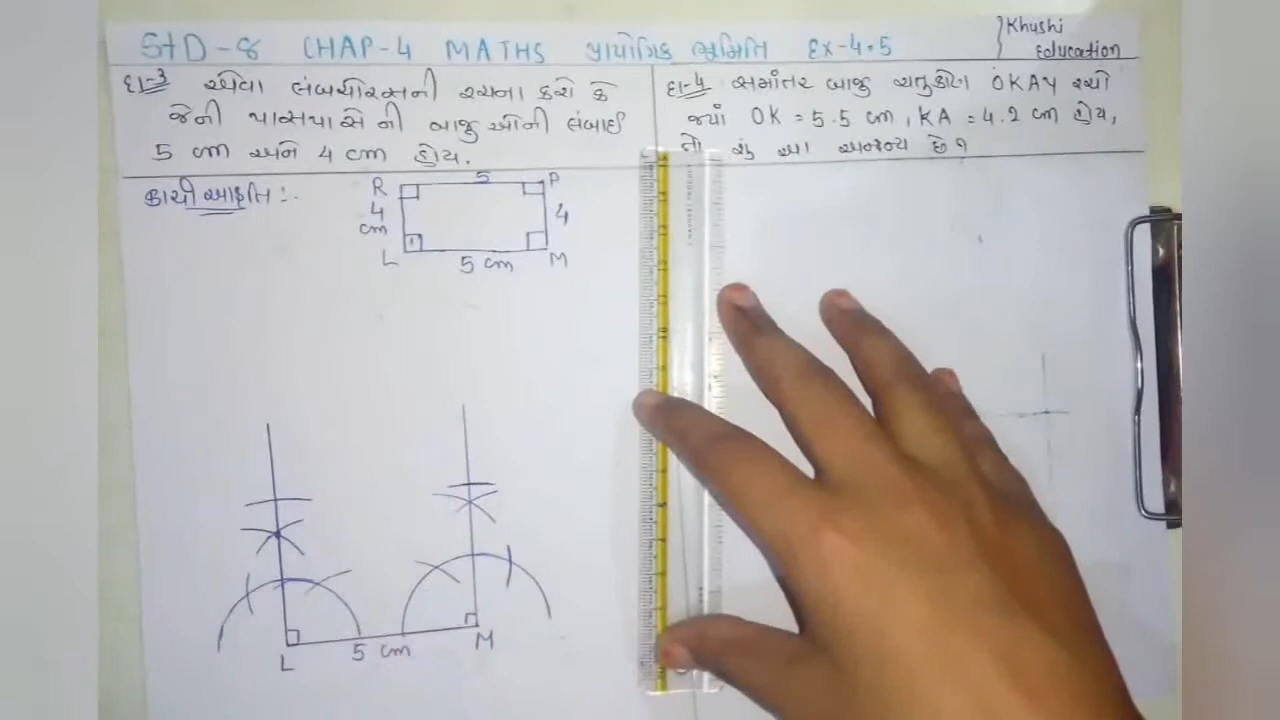 STD-8 CHAP-4 MATHS પ્રાયોગિક ભૂમિતિ EX-4.5
Khushi
Education
દા-3 એવા લંબચોરસની રચના કરો કે
જેની પાસપાસેની બાજુઓની લંબાઈ
5 cm અને 4 cm હોય.
દા-4 સમાંતર બાજુ ચતુષ્કોણ OKAY રચો
જ્યાં OK = 5.5 cm, KA = 4.2 cm હોય,
તો શું આ અનન્ય છે?
કાચી આકૃતિ :-
R 5 P
4
cm
4
L 5 cm M
L 5 cm M